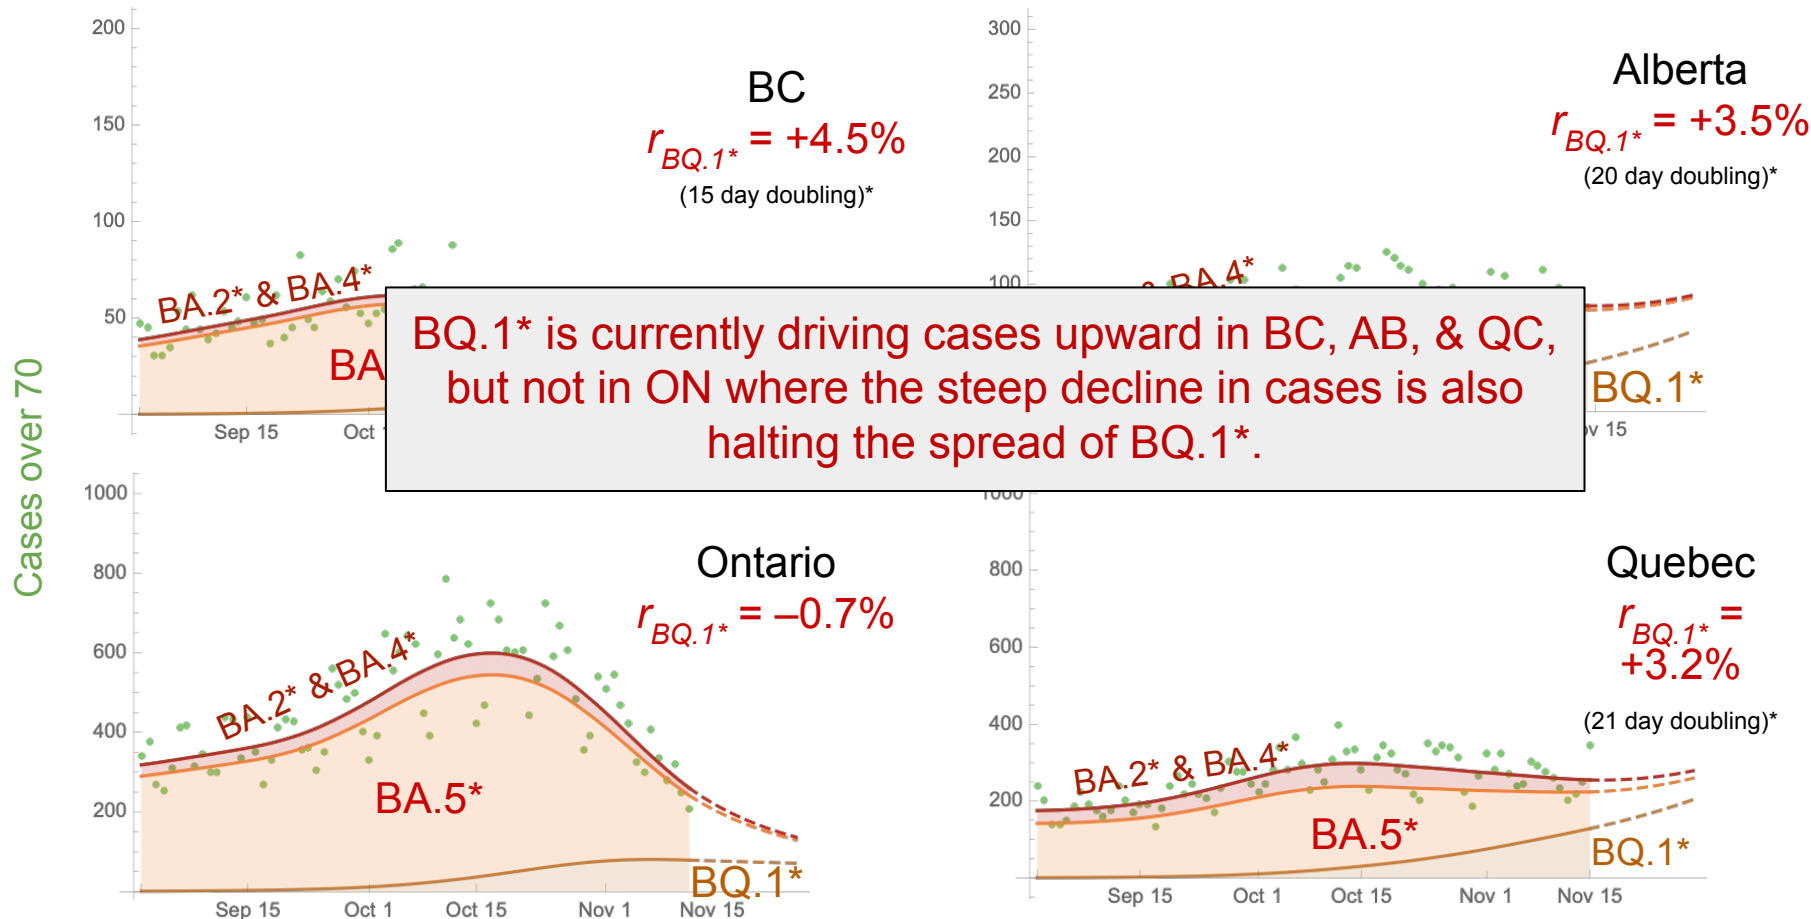 Cases over 70
200
150
100
50
BC
r_BQ.1* = +4.5%
(15 day doubling)*
BA.2* & BA.4*
BA
Sep 15
Oct
300
250
200
150
100
Alberta
r_BQ.1* = +3.5%
(20 day doubling)*
& BA.4*
BQ.1*
15
BQ.1* is currently driving cases upward in BC, AB, & QC,
but not in ON where the steep decline in cases is also
halting the spread of BQ.1*.
1000
800
600
400
200
Ontario
r_BQ.1* = –0.7%
BA.2* & BA.4*
BA.5*
BQ.1*
Sep 15
Oct 1
Oct 15
Nov 1
Nov 15
1000
800
600
400
200
Quebec
r_BQ.1* =
+3.2%
(21 day doubling)*
BA.2* & BA.4*
BA.5*
BQ.1*
Sep 15
Oct 1
Oct 15
Nov 1
Nov 15